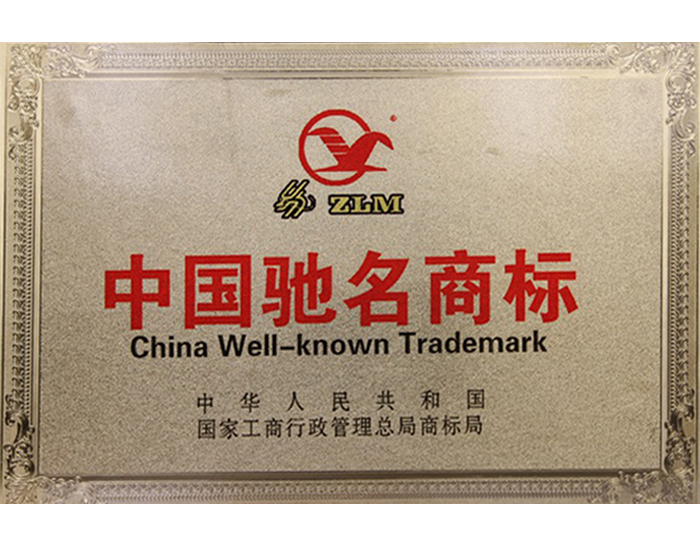 ®
ZLM
中国驰名商标
China Well-known Trademark
中华人民共和国
国家工商行政管理总局商标局